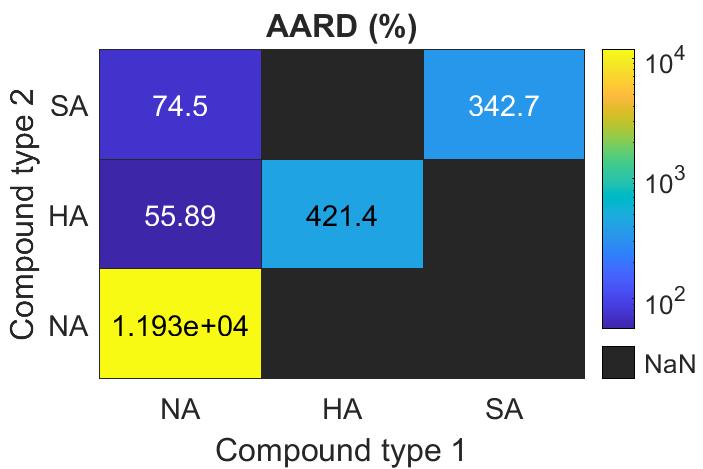 AARD (%)
Compound type 2
SA
74.5
342.7
HA
55.89
421.4
NA
1.193e+04
NA
HA
SA
Compound type 1
10^4
10^3
10^2
NaN